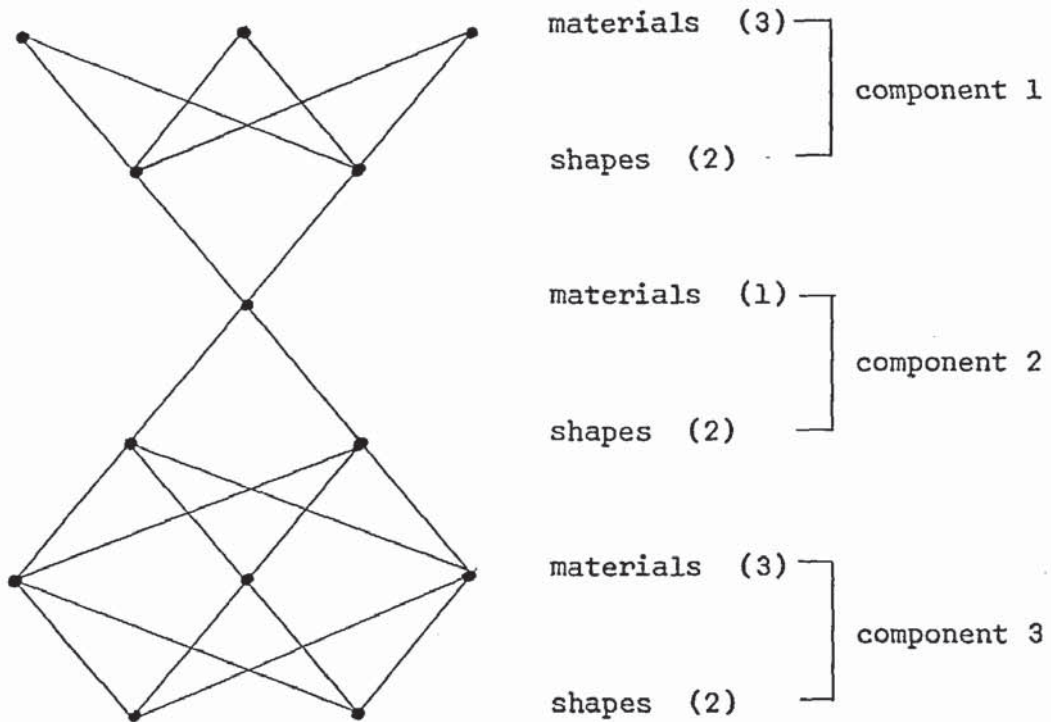 materials (3)
component 1
shapes (2)
materials (1)
component 2
shapes (2)
materials (3)
component 3
shapes (2)